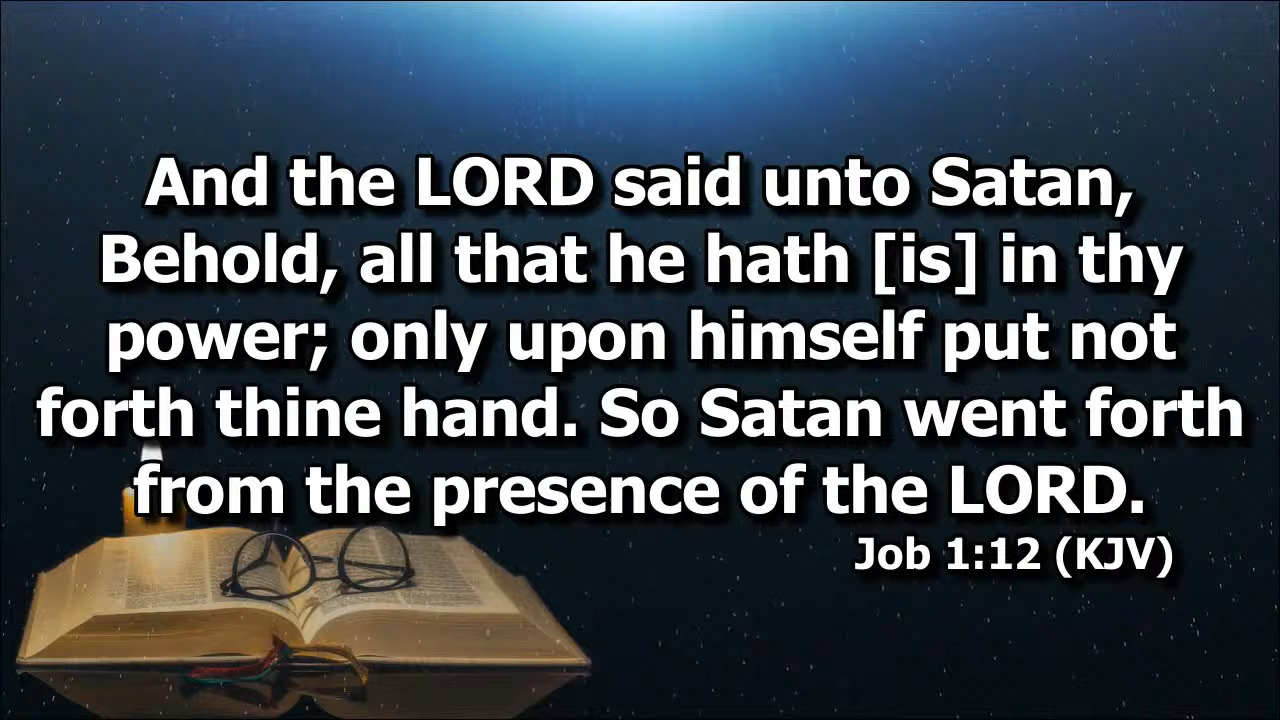 And the LORD said unto Satan,
Behold, all that he hath [is] in thy
power; only upon himself put not
forth thine hand. So Satan went forth
from the presence of the LORD.
Job 1:12 (KJV)